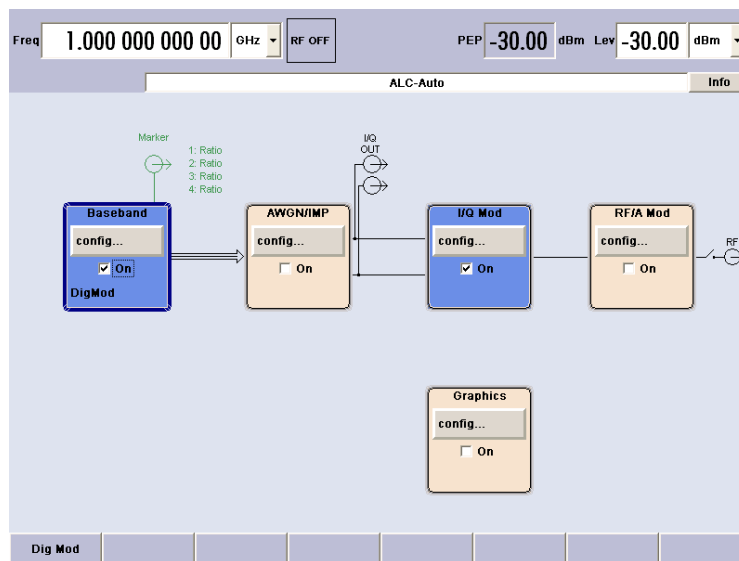 Freq 1.000 000 000 00 GHz RF OFF PEP -30.00 dBm Lev -30.00 dBm
ALC-Auto Info
Marker
1: Ratio
2: Ratio
3: Ratio
4: Ratio
I/Q
OUT
Baseband AWGN/IMP I/Q Mod RF/A Mod
config... config... config... config...
RF
On On On On
DigMod
Graphics
config...
On
Dig Mod